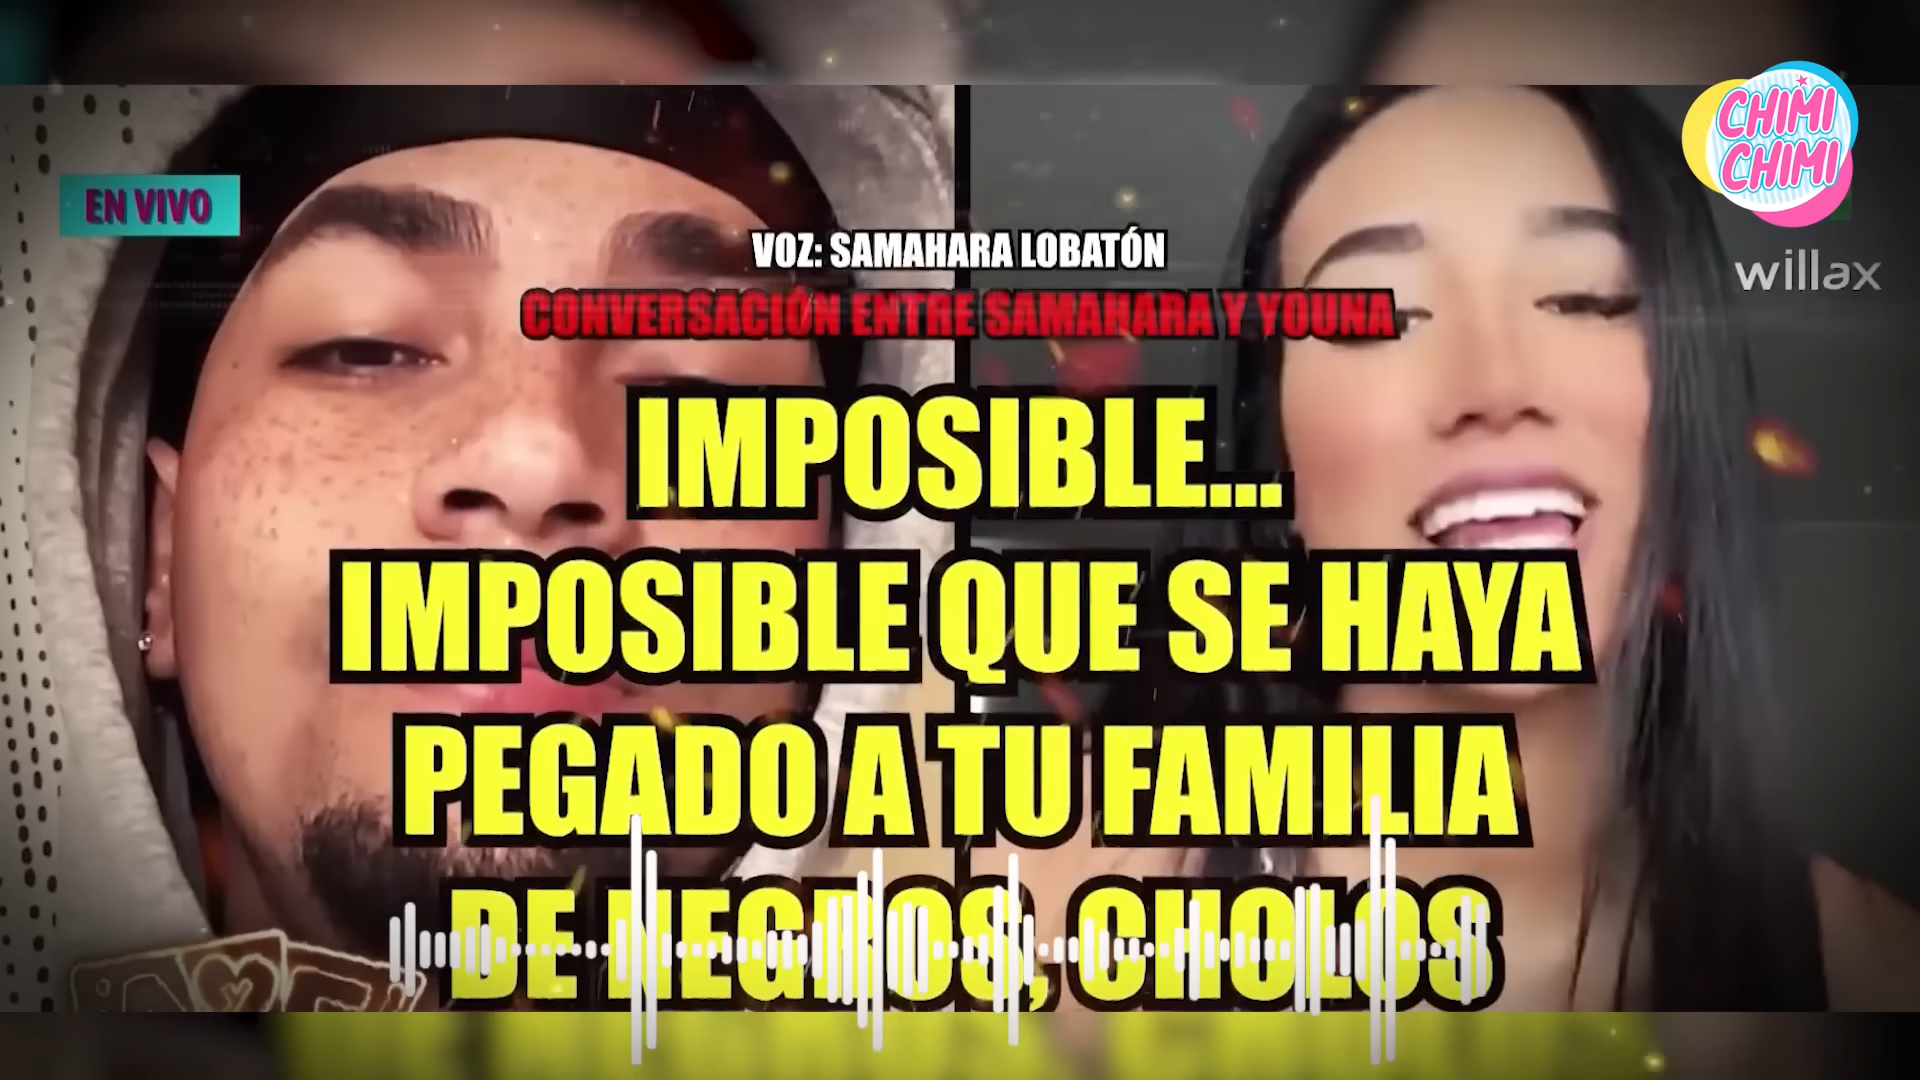 CHIMI
CHIMI
EN VIVO
willax
VOZ: SAMAHARA LOBATÓN
CONVERSACIÓN ENTRE SAMAHARA Y YOUNA
IMPOSIBLE...
IMPOSIBLE QUE SE HAYA
PEGADO A TU FAMILIA
DE NEGROS, CHOLOS